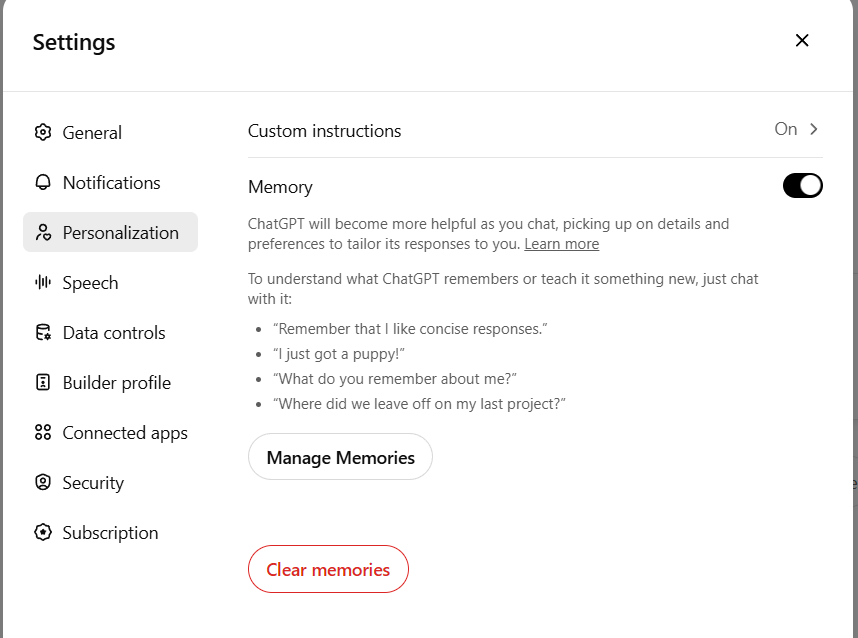 Settings
General
Notifications
Personalization
Speech
Data controls
Builder profile
Connected apps
Security
Subscription
Custom instructions
On
Memory
ChatGPT will become more helpful as you chat, picking up on details and
preferences to tailor its responses to you. Learn more
To understand what ChatGPT remembers or teach it something new, just chat
with it:
• “Remember that I like concise responses.”
• “I just got a puppy!”
• “What do you remember about me?”
• “Where did we leave off on my last project?”
Manage Memories
Clear memories